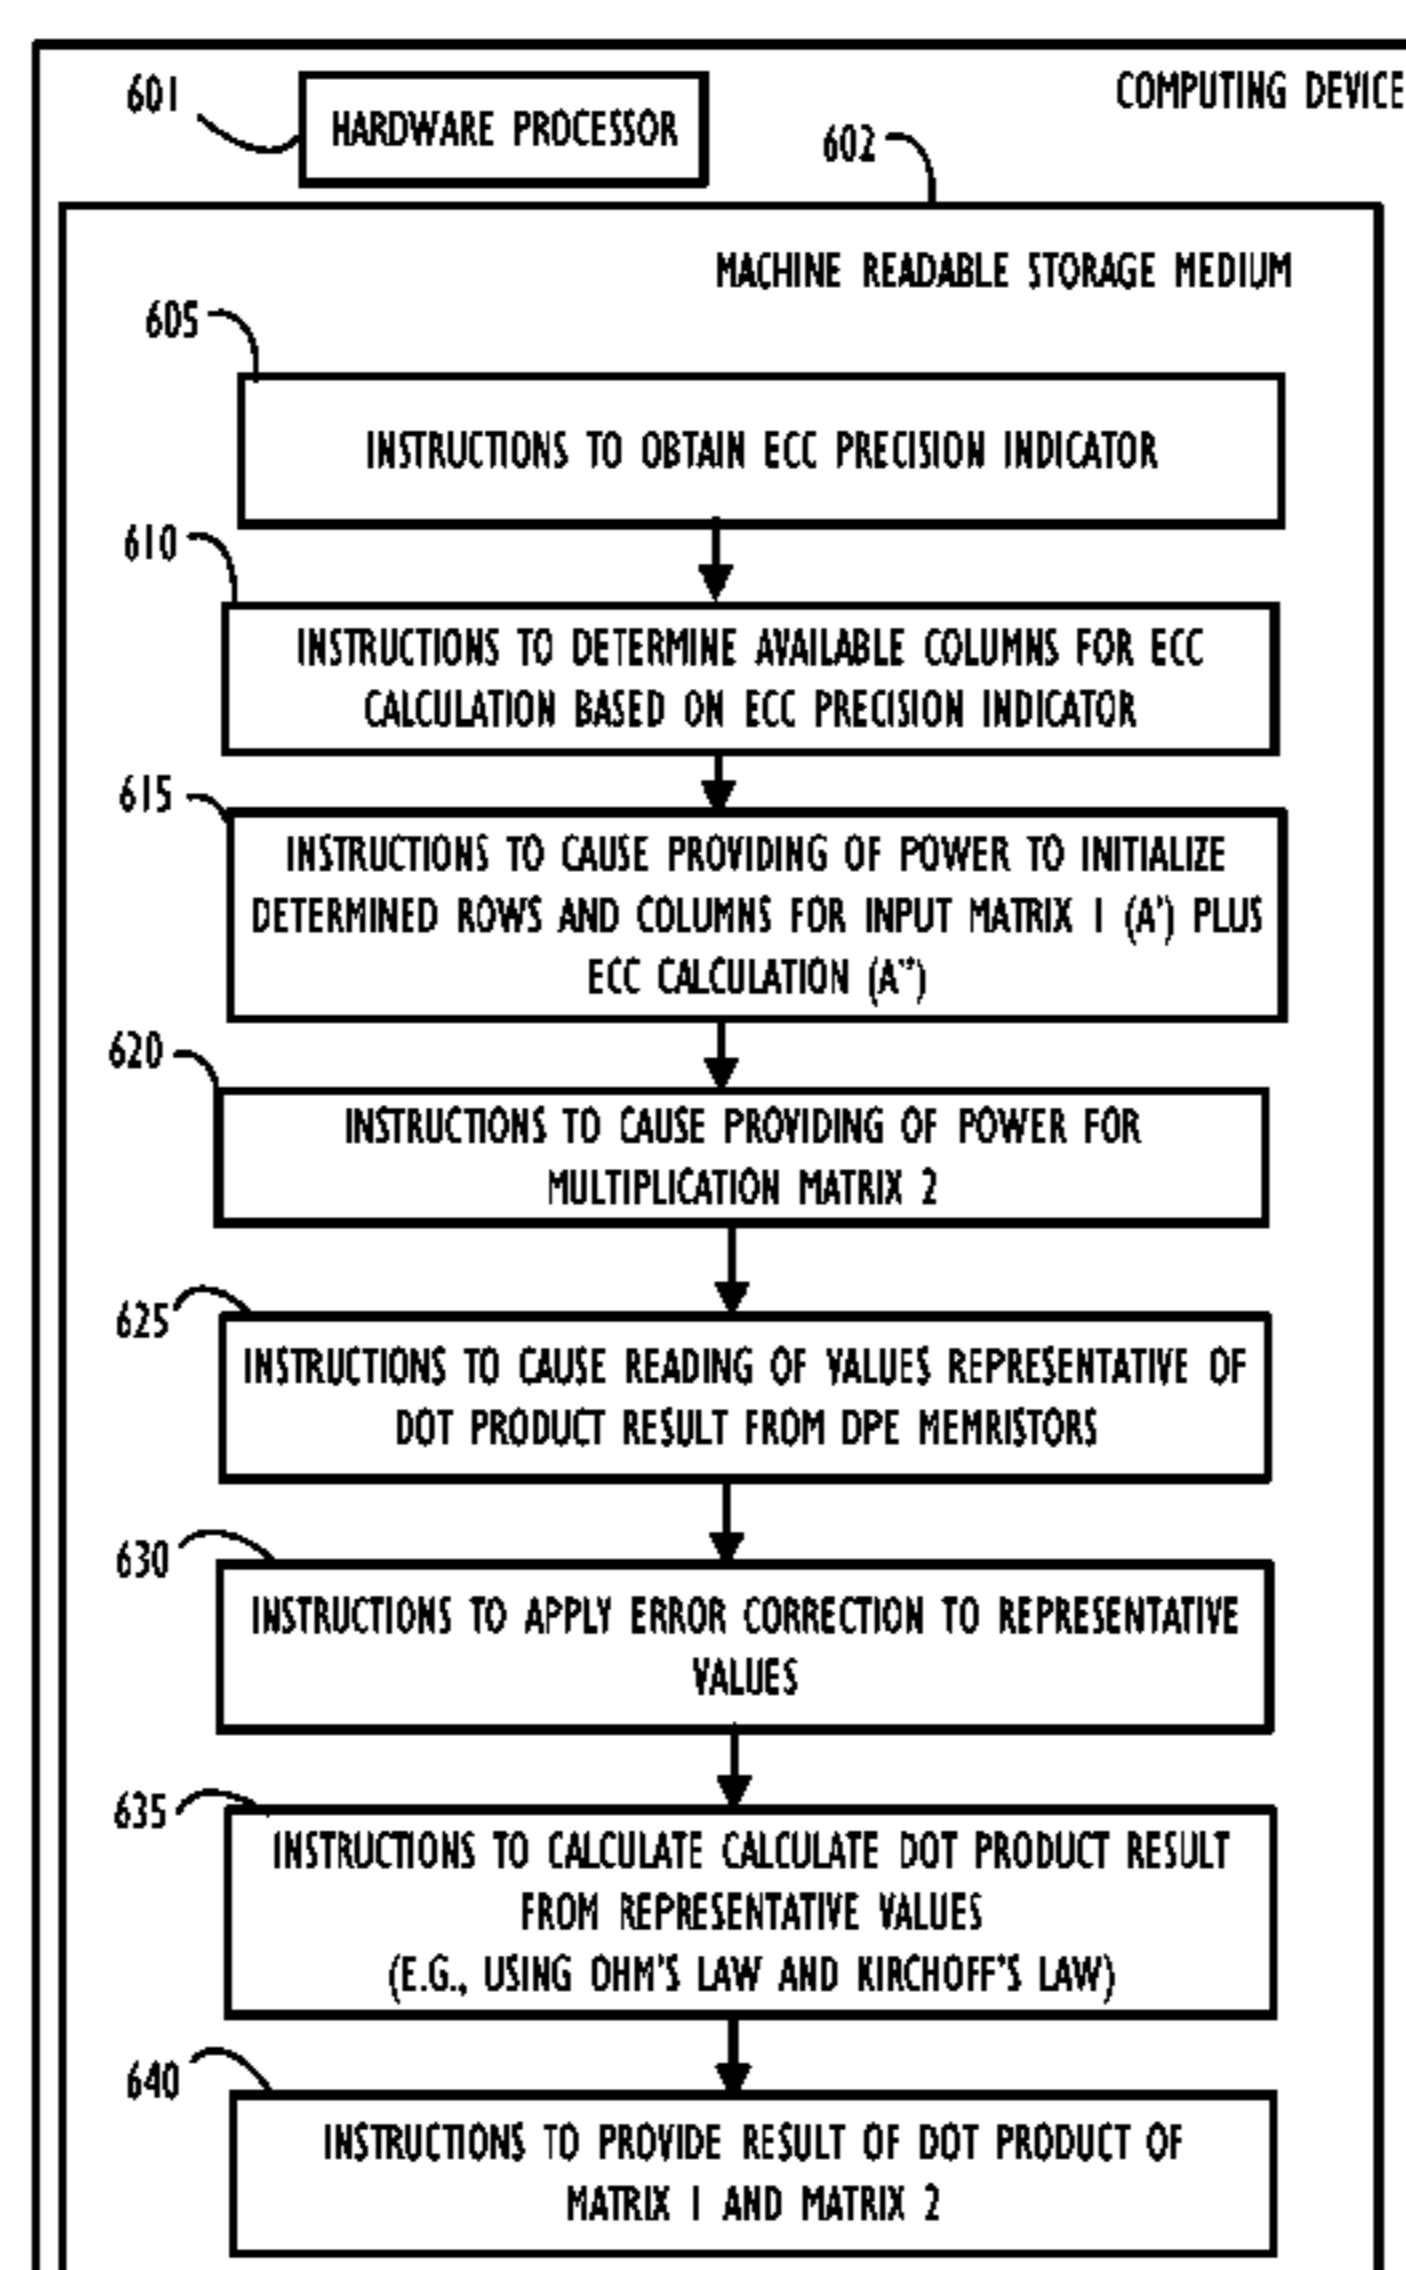 601
HARDWARE PROCESSOR
COMPUTING DEVICE
602
MACHINE READABLE STORAGE MEDIUM
605
INSTRUCTIONS TO OBTAIN ECC PRECISION INDICATOR
610
INSTRUCTIONS TO DETERMINE AVAILABLE COLUMNS FOR ECC
CALCULATION BASED ON ECC PRECISION INDICATOR
615
INSTRUCTIONS TO CAUSE PROVIDING OF POWER TO INITIALIZE
DETERMINED ROWS AND COLUMNS FOR INPUT MATRIX 1 (A') PLUS
ECC CALCULATION (A'')
620
INSTRUCTIONS TO CAUSE PROVIDING OF POWER FOR
MULTIPLICATION MATRIX 2
625
INSTRUCTIONS TO CAUSE READING OF VALUES REPRESENTATIVE OF
DOT PRODUCT RESULT FROM DPE MEMRISTORS
630
INSTRUCTIONS TO APPLY ERROR CORRECTION TO REPRESENTATIVE
VALUES
635
INSTRUCTIONS TO CALCULATE CALCULATE DOT PRODUCT RESULT
FROM REPRESENTATIVE VALUES
(E.G., USING OHM'S LAW AND KIRCHOFF'S LAW)
640
INSTRUCTIONS TO PROVIDE RESULT OF DOT PRODUCT OF
MATRIX 1 AND MATRIX 2